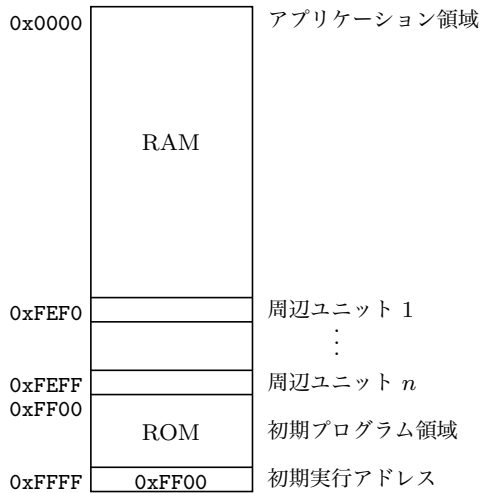 0x0000 アプリケーション領域
RAM
0xFEF0 周辺ユニット 1
⋮
0xFEFF 周辺ユニット n
0xFF00
ROM 初期プログラム領域
0xFFFF 0xFF00 初期実行アドレス